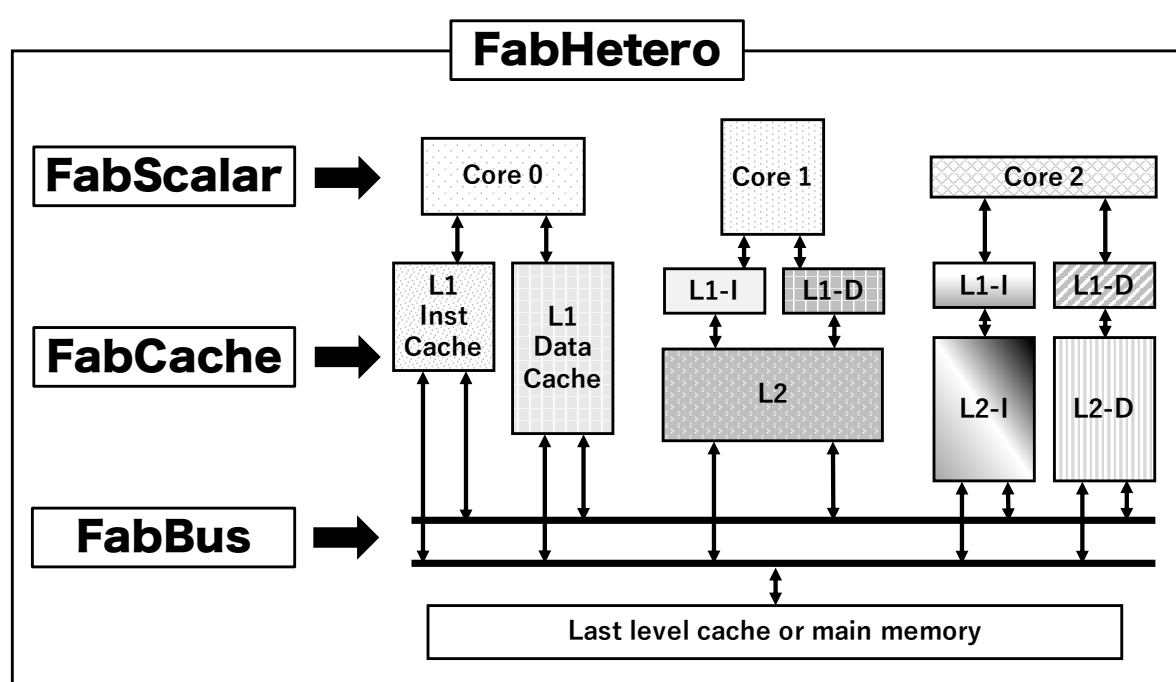 FabHetero
FabScalar
Core 0
Core 1
Core 2
FabCache
L1
Inst
Cache
L1
Data
Cache
L1-I
L1-D
L2
L1-I
L1-D
L2-I
L2-D
FabBus
Last level cache or main memory